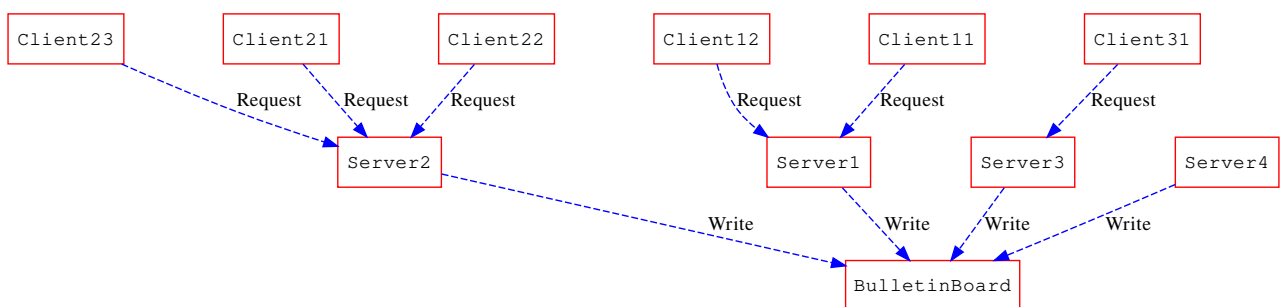 Client23
Client21
Client22
Client12
Client11
Client31
Request
Request
Request
Request
Request
Request
Server2
Server1
Server3
Server4
Write
Write
Write
Write
BulletinBoard